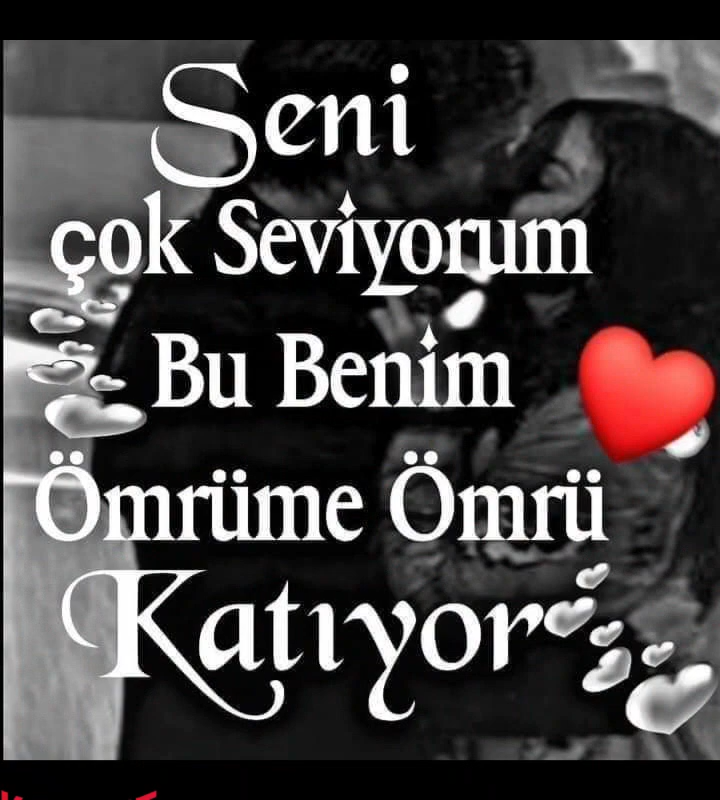 Seni
çok Seviyorum
Bu Benim
Ömrüme Ömrü
Katıyor